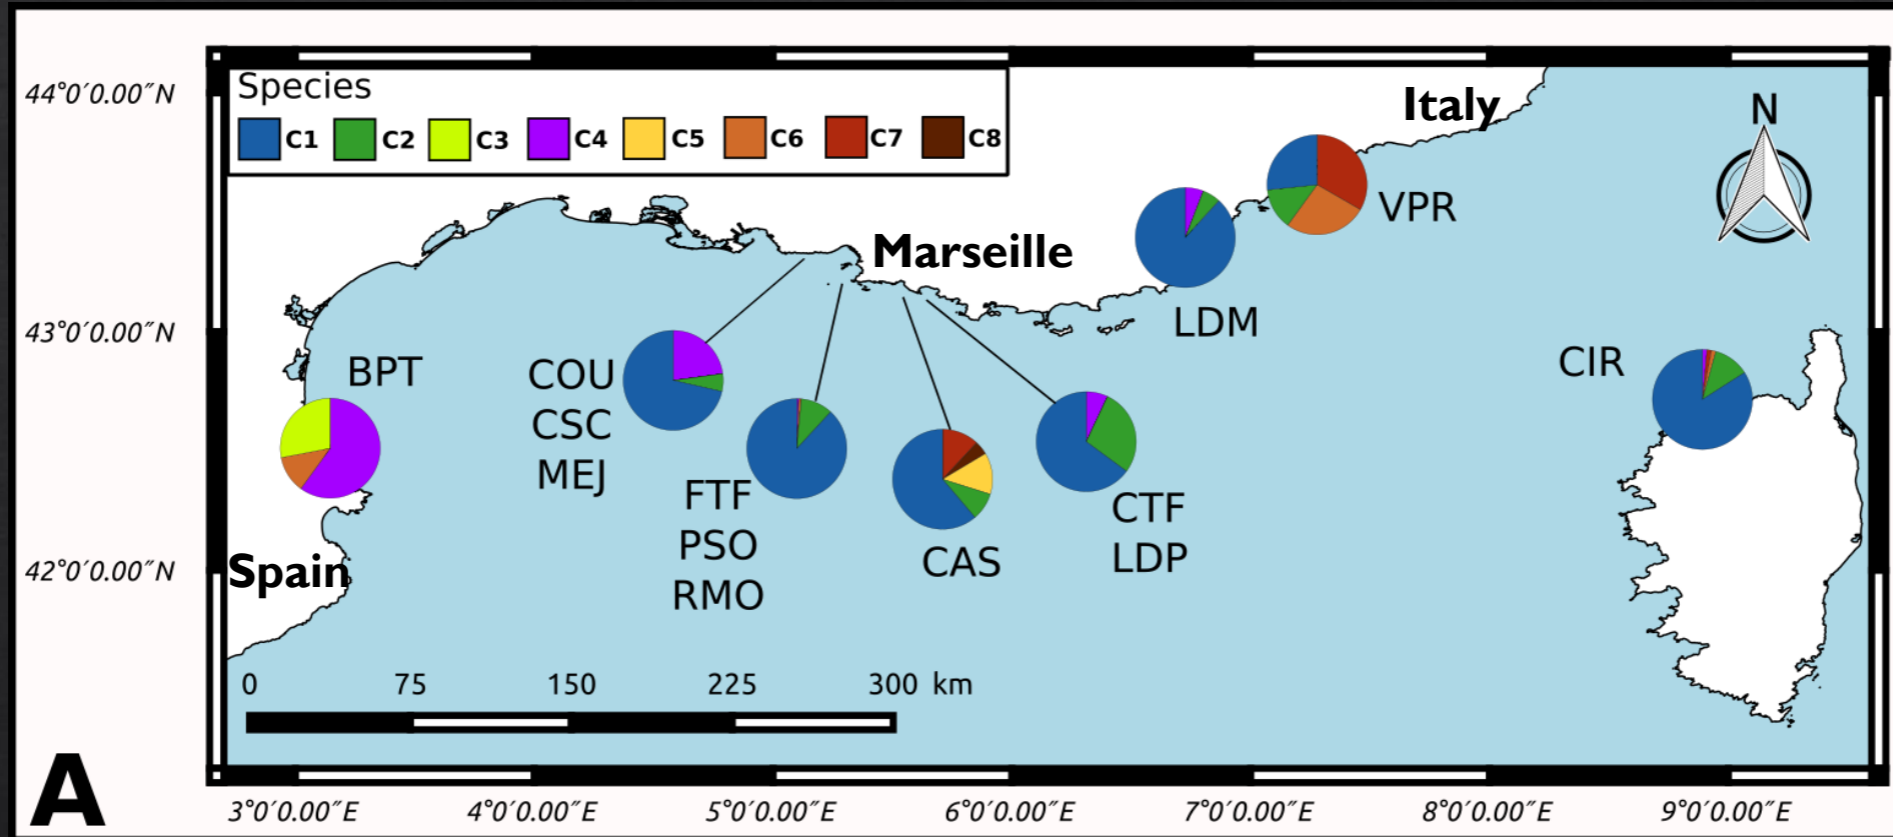 44°0′0.00″N
43°0′0.00″N
42°0′0.00″N
Species
C1 C2 C3 C4 C5 C6 C7 C8
Italy
N
VPR
Marseille
LDM
BPT
COU
CSC
MEJ
CIR
FTF
PSO
RMO
CAS
CTF
LDP
Spain
0 75 150 225 300 km
A
3°0′0.00″E 4°0′0.00″E 5°0′0.00″E 6°0′0.00″E 7°0′0.00″E 8°0′0.00″E 9°0′0.00″E